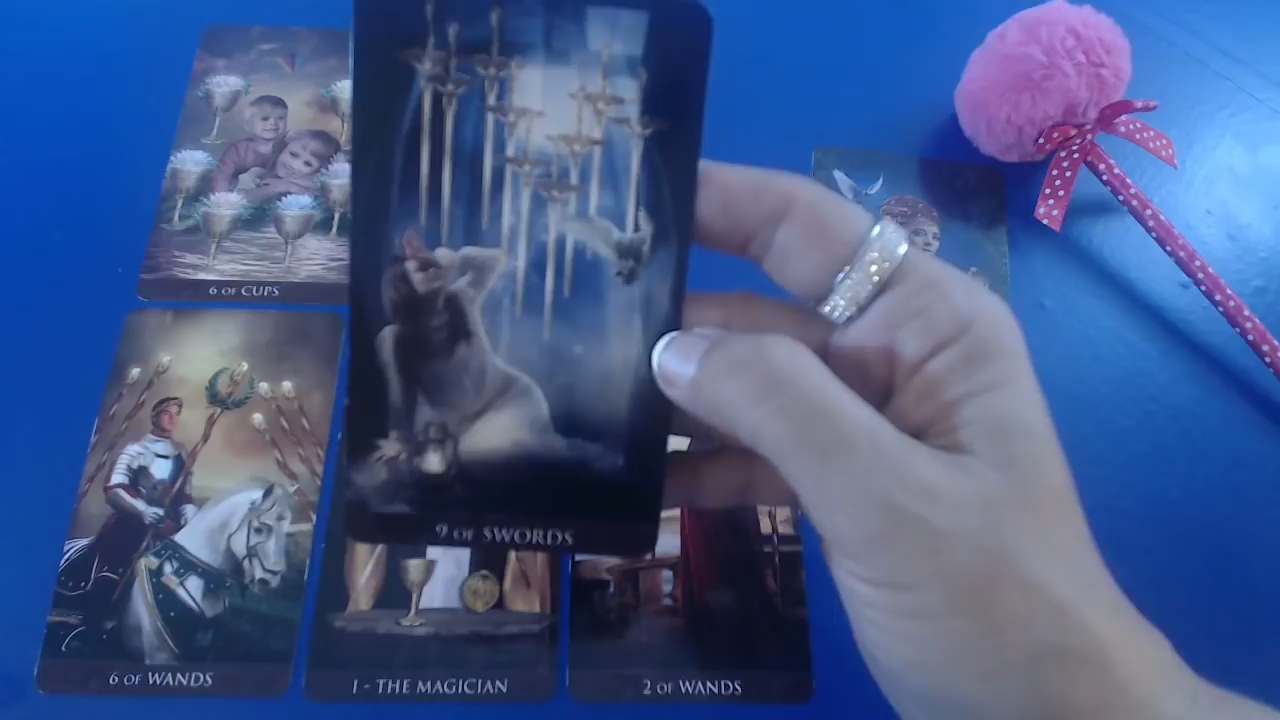 6 OF CUPS
9 OF SWORDS
6 OF WANDS
1 - THE MAGICIAN
2 OF WANDS